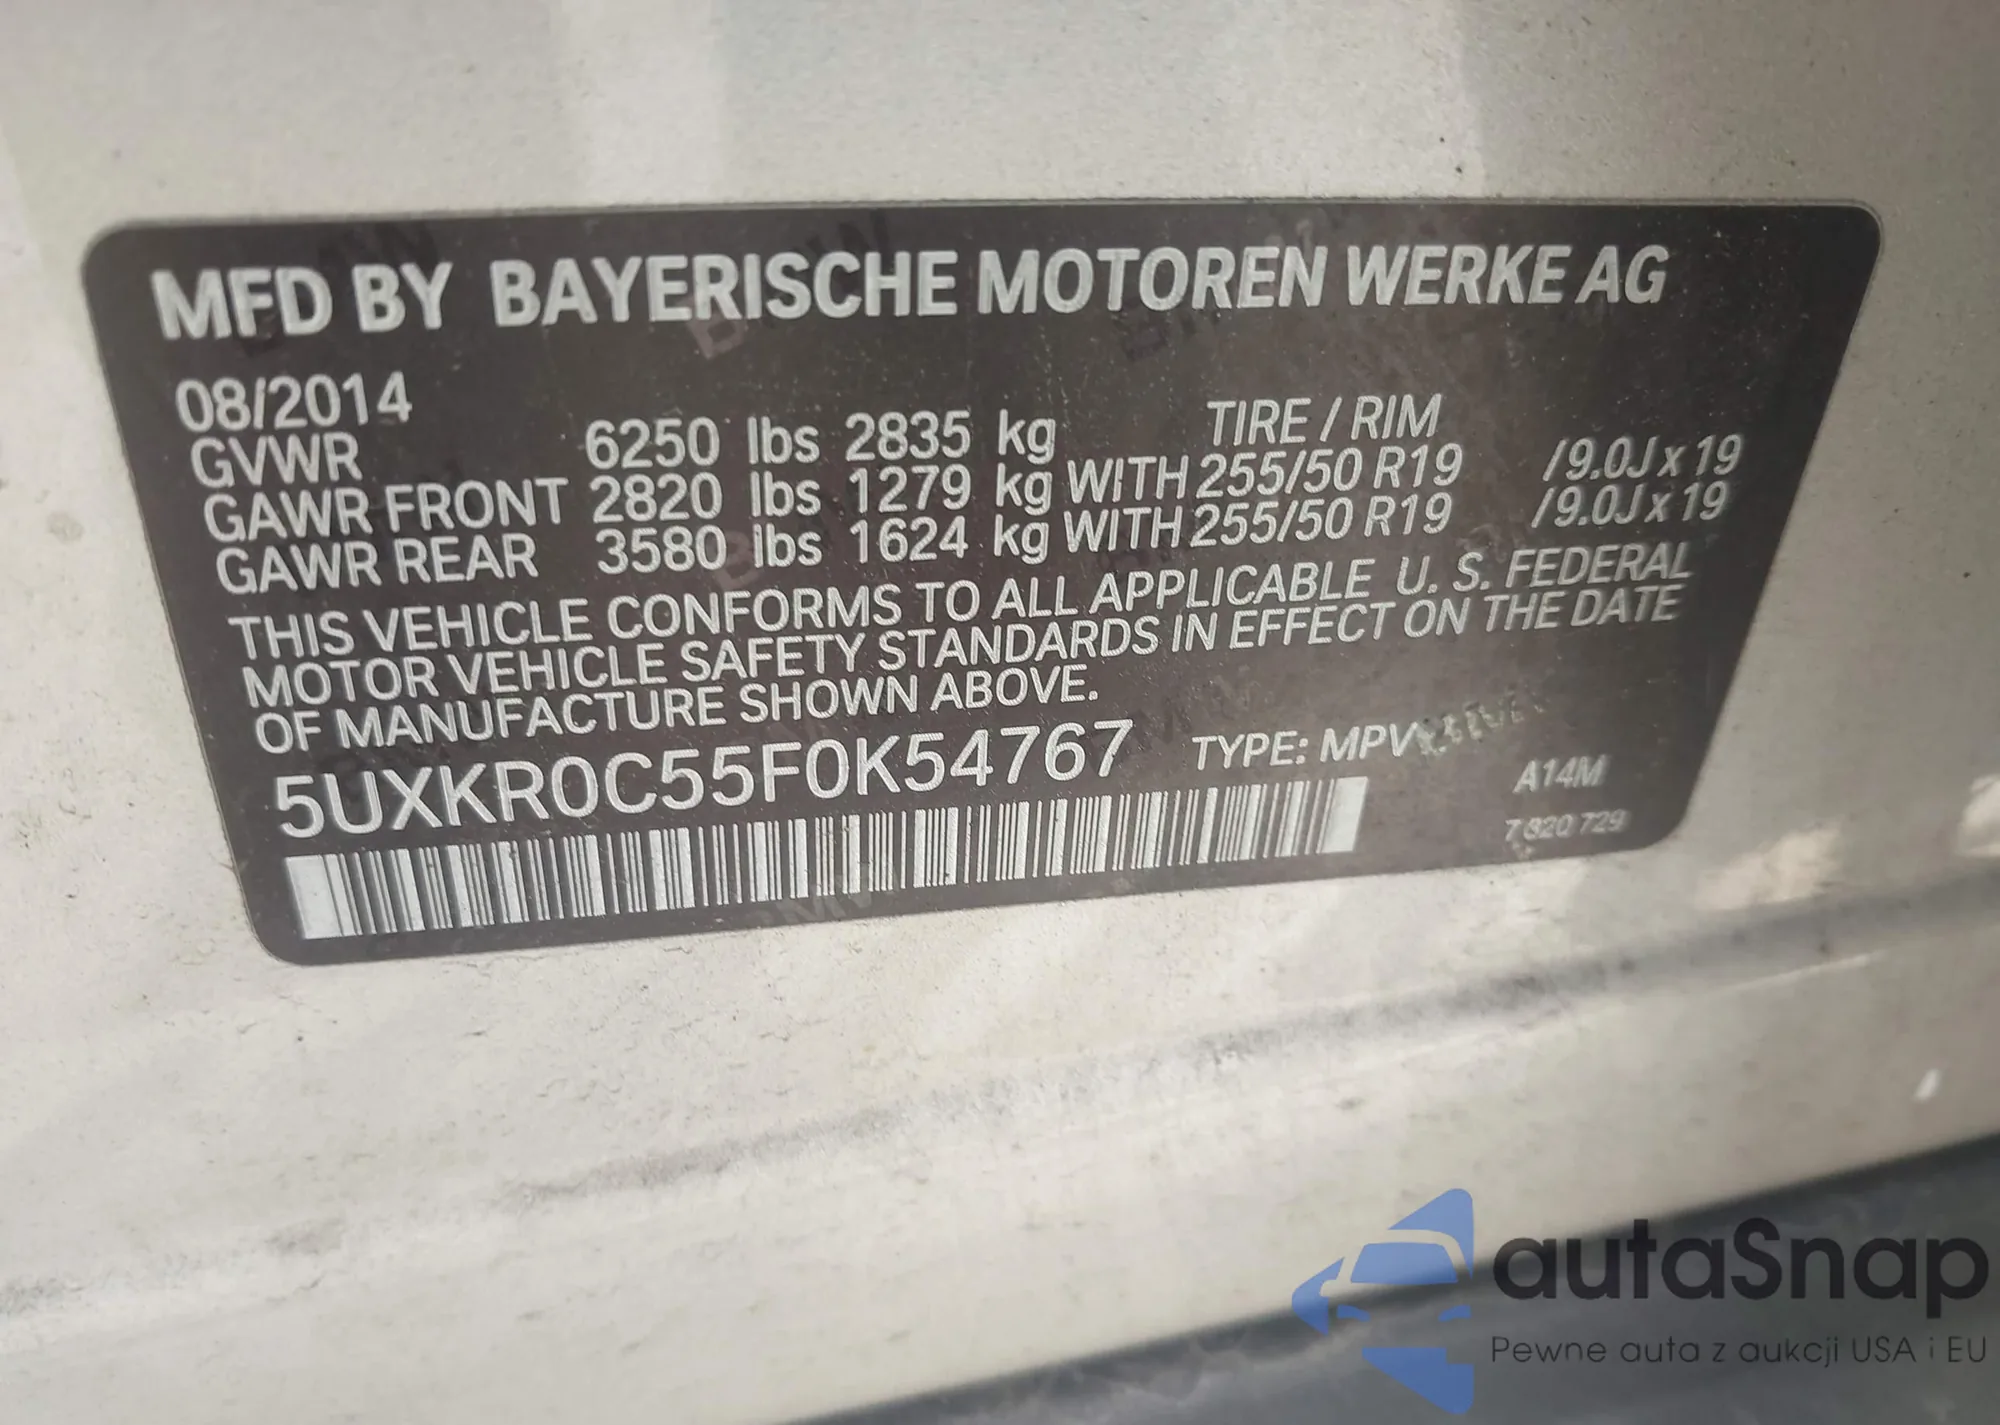 MFD BY BAYERISCHE MOTOREN WERKE AG
08/2014
TIRE / RIM
GVWR 6250 lbs 2835 kg
GAWR FRONT 2820 lbs 1279 kg WITH 255/50 R19 /9.0J x 19
GAWR REAR 3580 lbs 1624 kg WITH 255/50 R19 /9.0J x 19
THIS VEHICLE CONFORMS TO ALL APPLICABLE U. S. FEDERAL
MOTOR VEHICLE SAFETY STANDARDS IN EFFECT ON THE DATE
OF MANUFACTURE SHOWN ABOVE.
5UXKR0C55F0K54767 TYPE: MPV
A14M
7 320 729
autaSnap
Pewne auta z aukcji USA i EU